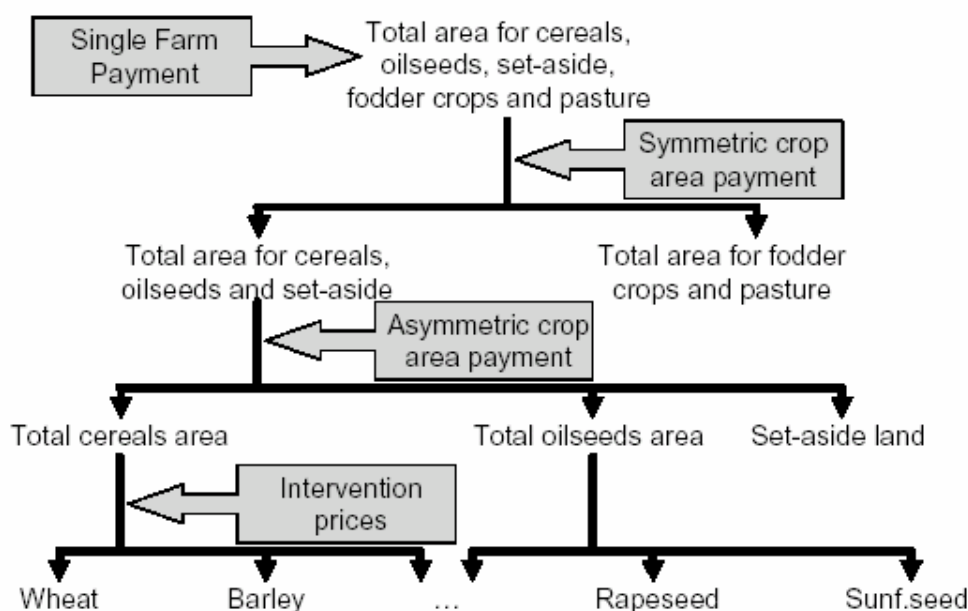 Single Farm
Payment
Total area for cereals,
oilseeds, set-aside,
fodder crops and pasture
Symmetric crop
area payment
Total area for cereals,
oilseeds and set-aside
Total area for fodder
crops and pasture
Asymmetric crop
area payment
Total cereals area
Total oilseeds area
Set-aside land
Intervention
prices
Wheat
Barley
...
Rapeseed
Sunf.seed